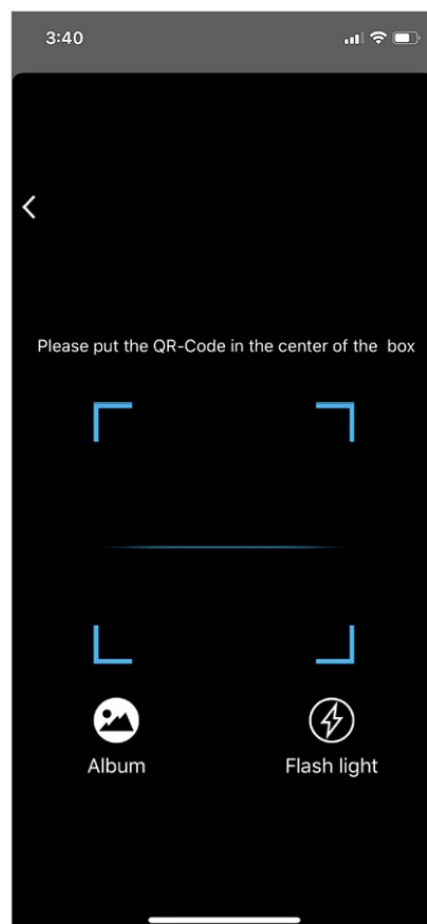 3:40
Please put the QR-Code in the center of the  box
Album
Flash light